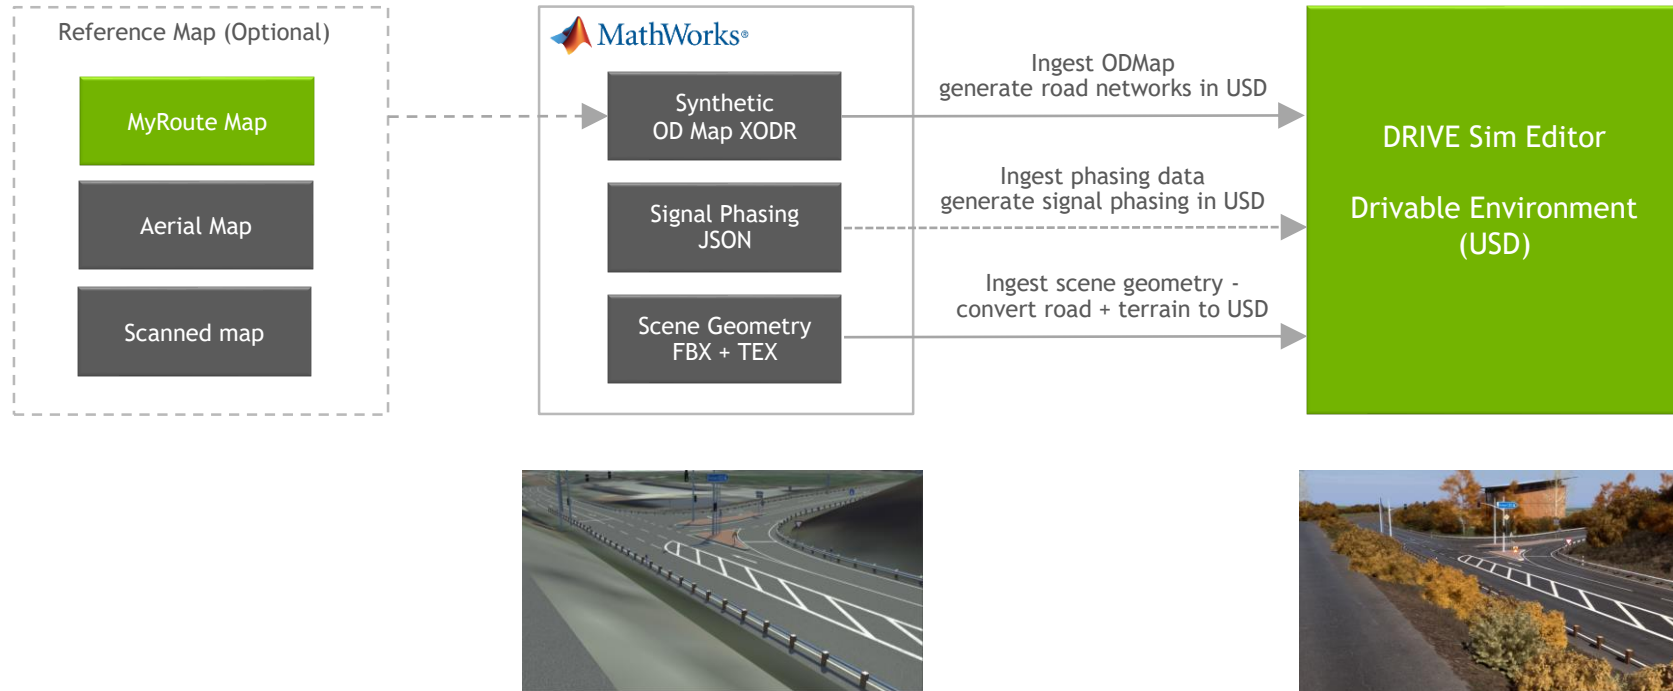 Reference Map (Optional)
MyRoute Map
Aerial Map
Scanned map
MathWorks®
Synthetic
OD Map XODR
Signal Phasing
JSON
Scene Geometry
FBX + TEX
Ingest ODMap
generate road networks in USD
Ingest phasing data
generate signal phasing in USD
Ingest scene geometry -
convert road + terrain to USD
DRIVE Sim Editor
Drivable Environment
(USD)